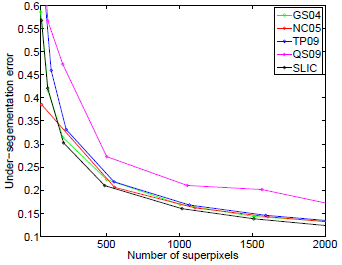 0.6
0.55
0.5
0.45
0.4
0.35
0.3
0.25
0.2
0.15
0.1
Under-segementation error
500
1000
1500
2000
Number of superpixels
GS04
NC05
TP09
QS09
SLIC